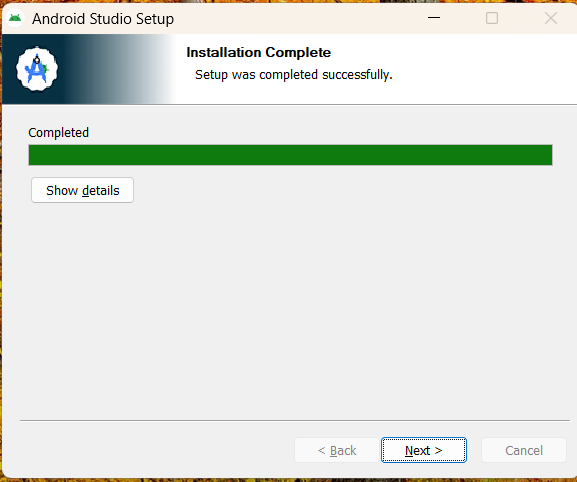 Android Studio Setup
Installation Complete
Setup was completed successfully.
Completed
Show details
< Back
Next >
Cancel